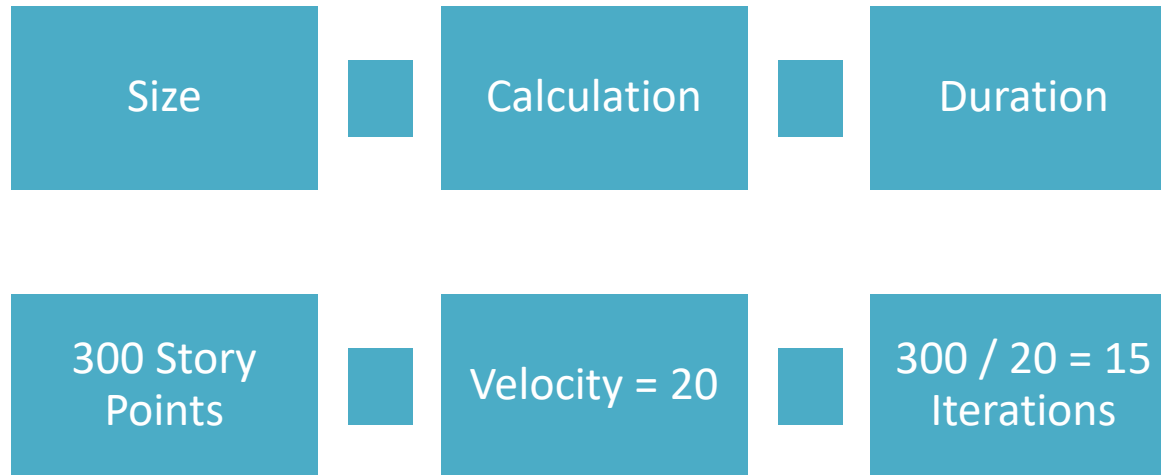 Size
Calculation
Duration
300 Story
Points
Velocity = 20
300 / 20 = 15
Iterations